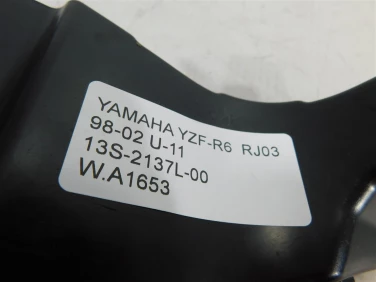 YAMAHA YZF-R6 RJ03
98-02 U-11
13S-2137L-00
W.A1653